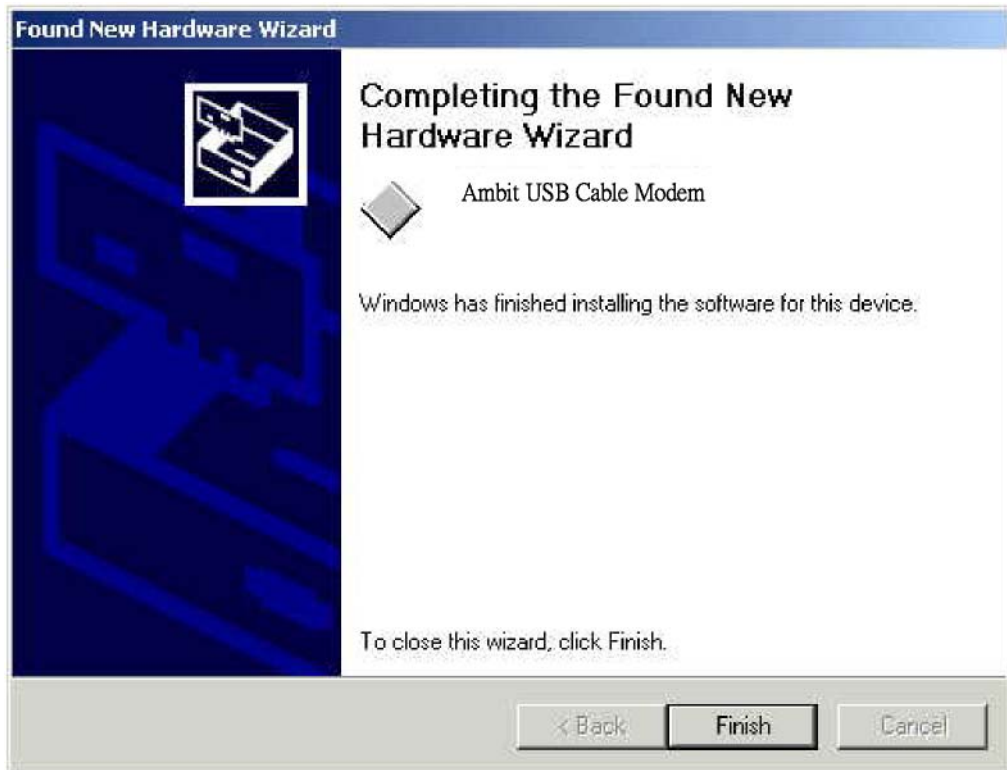 Found New Hardware Wizard
Completing the Found New
Hardware Wizard
Ambit USB Cable Modem
Windows has finished installing the software for this device.
To close this wizard, click Finish.
< Back Finish Cancel